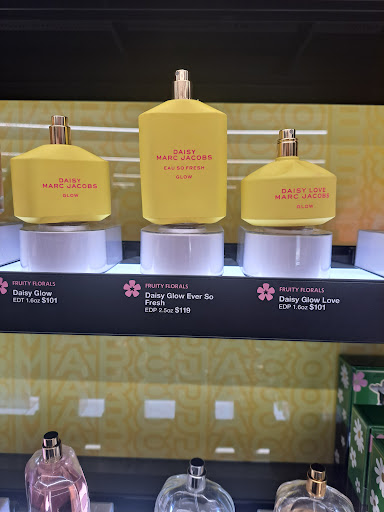 DAISY
MARC JACOBS
GLOW
DAISY
MARC JACOBS
EAU SO FRESH
GLOW
DAISY LOVE
MARC JACOBS
GLOW
FRUITY FLORALS
Daisy Glow
EDT 1.6oz $101
FRUITY FLORALS
Daisy Glow Ever So
Fresh
EDP 2.5oz $119
FRUITY FLORALS
Daisy Glow Love
EDP 1.6oz $101